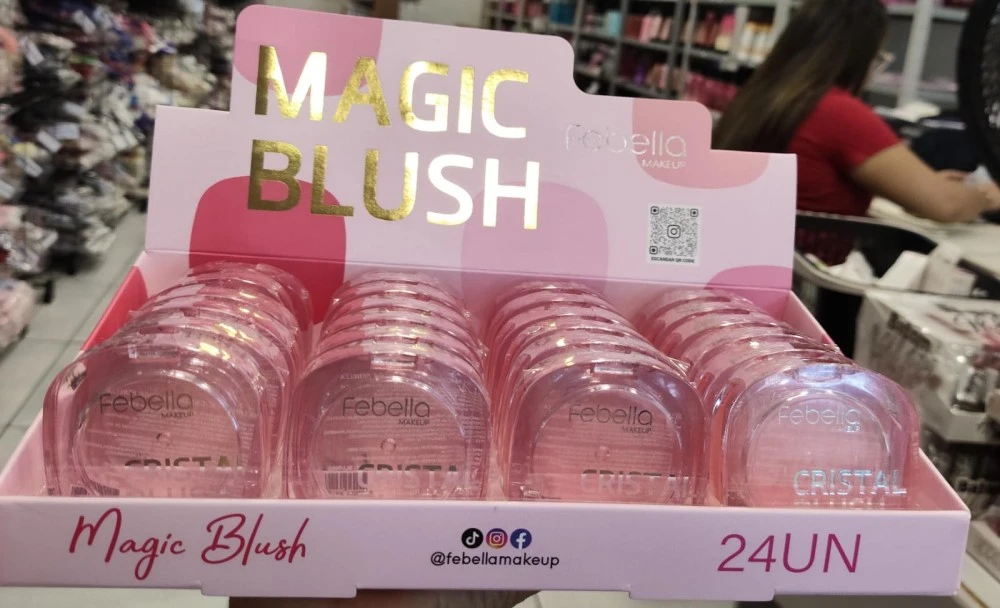 MAGIC
BLUSH
Febella
MAKEUP
ESCANEAR QR CODE
Febella
MAKEUP
CRISTAL
Febella
MAKEUP
CRISTAL
Febella
MAKEUP
CRISTAL
Febella
MAKEUP
CRISTAL
Magic Blush
@febellamakeup
24UN